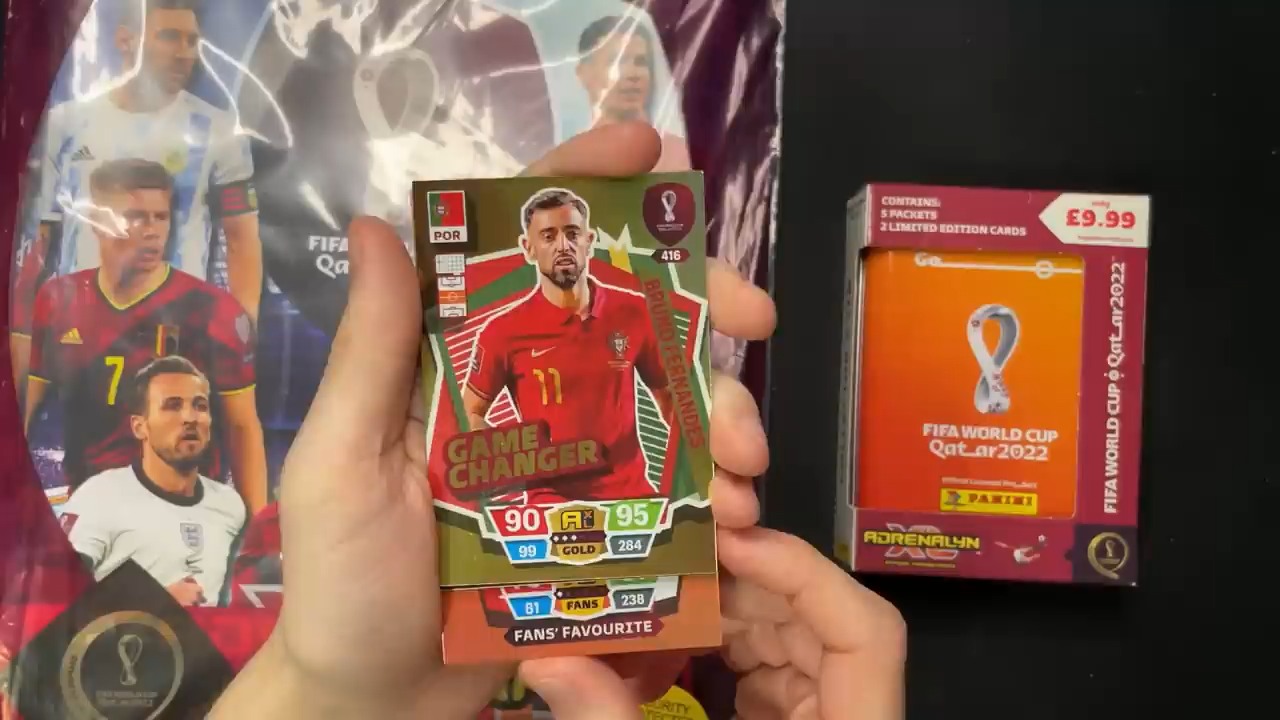 FIFA
Qa
7
POR
416
BRUNO FERNANDES
11
GAME
CHANGER
90
95
99
GOLD
284
81
FANS
238
FANS' FAVOURITE
CONTAINS:
5 PACKETS
2 LIMITED EDITION CARDS
only
£9.99
FIFA WORLD CUP
Qatar2022
PANINI
FIFA WORLD CUP Qatar2022
ADRENALYN
XL